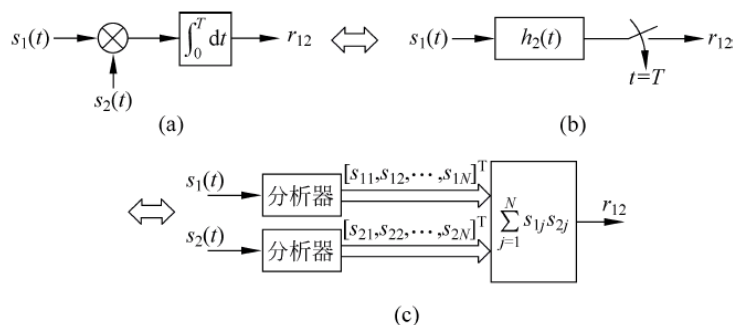 s₁(t) ∫₀ᵀ dt r₁₂ s₁(t) h₂(t) r₁₂
s₂(t) t=T
(a) (b)
s₁(t) 分析器 [s₁₁,s₁₂,⋯,s₁N]ᵀ
s₂(t) 分析器 [s₂₁,s₂₂,⋯,s₂N]ᵀ
N
∑ s₁ⱼs₂ⱼ r₁₂
j=1
(c)